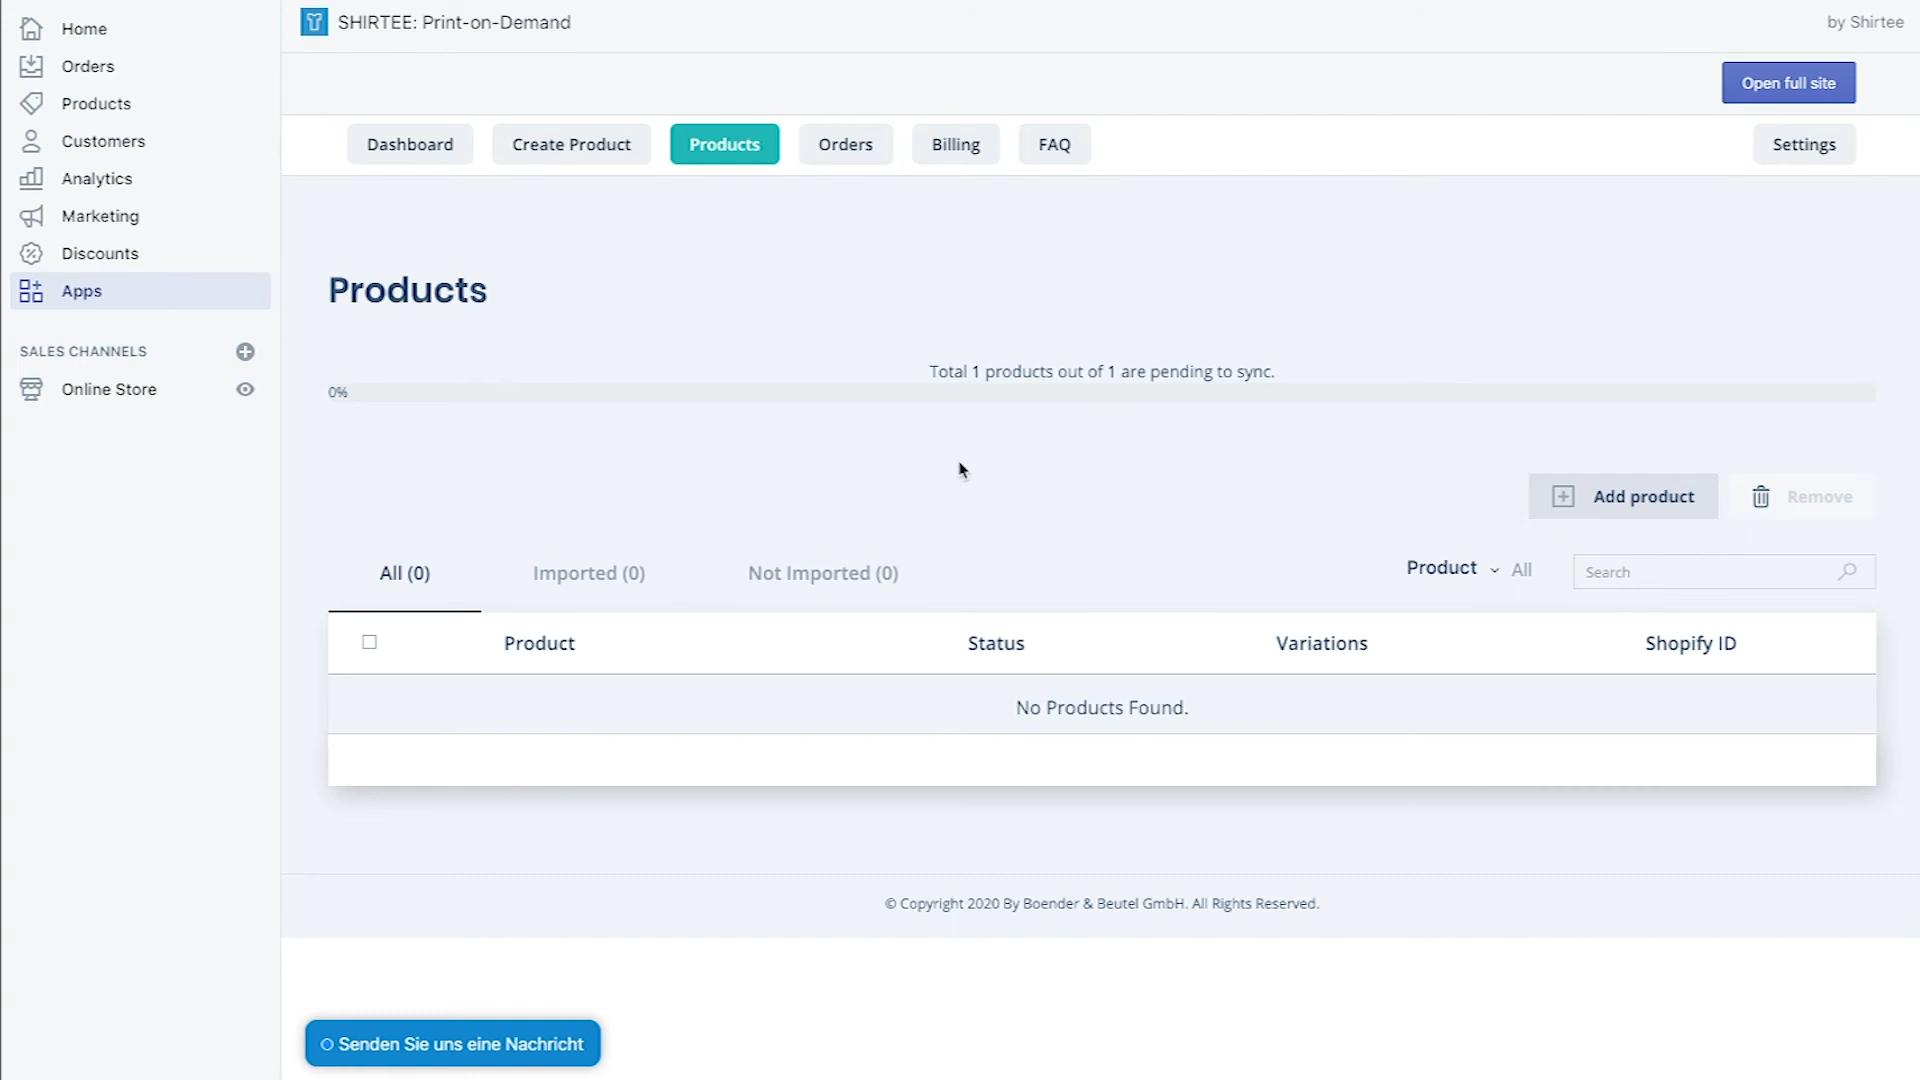 Home
Orders
Products
Customers
Analytics
Marketing
Discounts
Apps
SALES CHANNELS
Online Store
SHIRTEE: Print-on-Demand
by Shirtee
Open full site
Dashboard
Create Product
Products
Orders
Billing
FAQ
Settings
Products
Total 1 products out of 1 are pending to sync.
0%
Add product
Remove
All (0)
Imported (0)
Not Imported (0)
Product
All
Search
Product
Status
Variations
Shopify ID
No Products Found.
© Copyright 2020 By Boender & Beutel GmbH. All Rights Reserved.
Senden Sie uns eine Nachricht